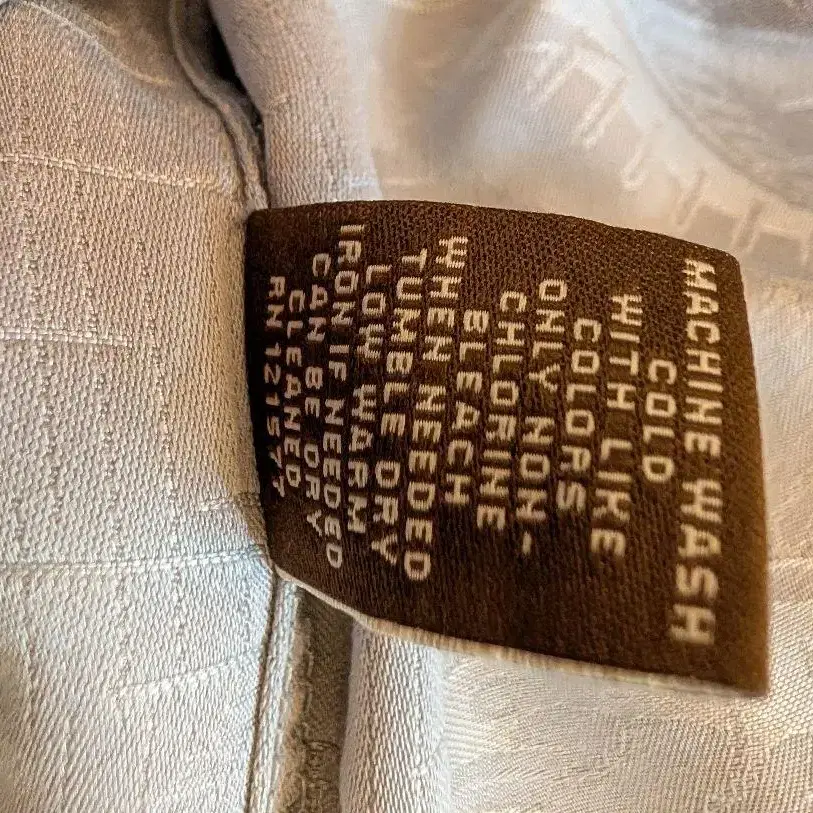 MACHINE WASH
COLD
WITH LIKE
COLORS
ONLY NON-
CHLORINE
BLEACH
WHEN NEEDED
TUMBLE DRY
LOW WARM
IRON IF NEEDED
CAN BE DRY
CLEANED
RN 121577